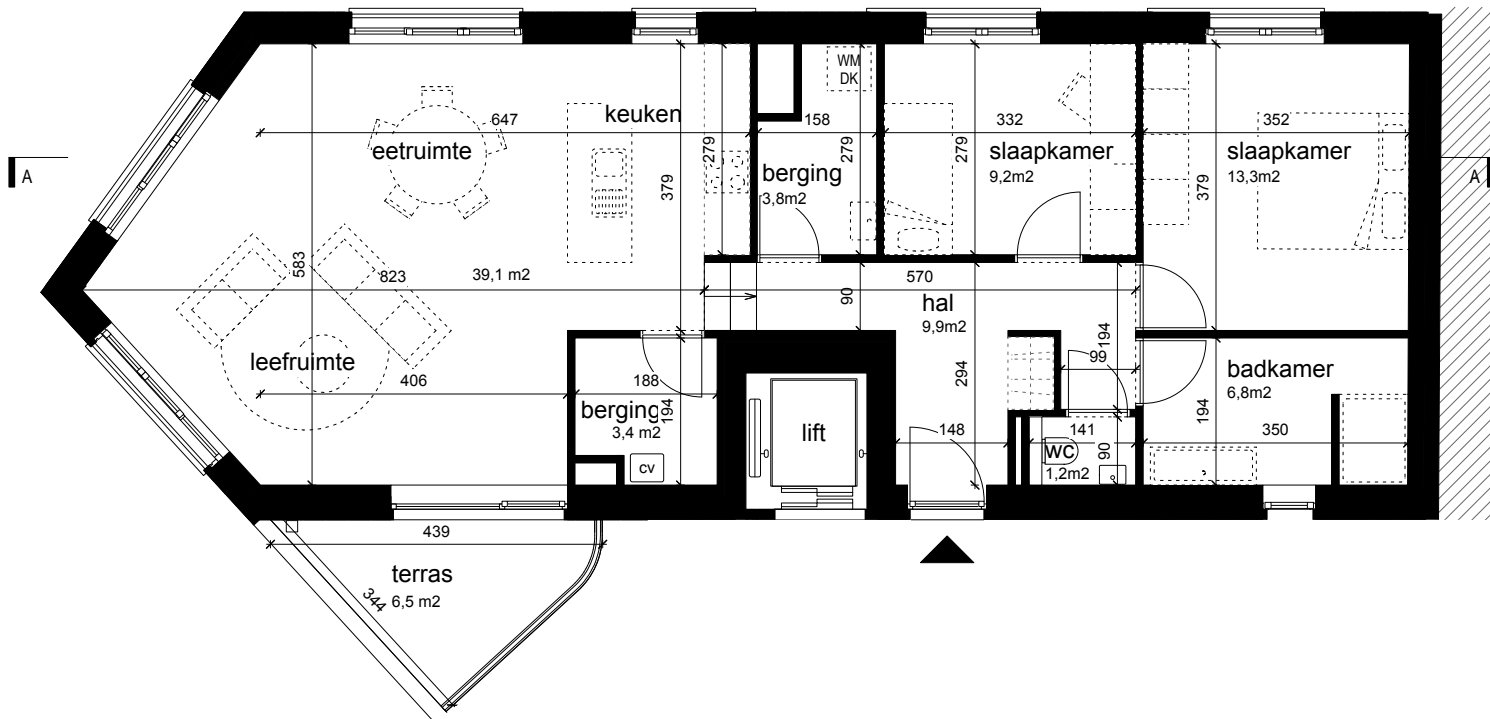 WM
DK
keuken
647
158
332
352
eetruimte
279
279
279
slaapkamer
9,2m2
slaapkamer
13,3m2
berging
3,8m2
379
379
A
A
583
823
39,1 m2
570
90
hal
9,9m2
194
99
294
leefruimte
406
188
berging
3,4 m2
194
cv
lift
148
141
WC
1,2m2
90
badkamer
6,8m2
194
350
439
terras
6,5 m2
344